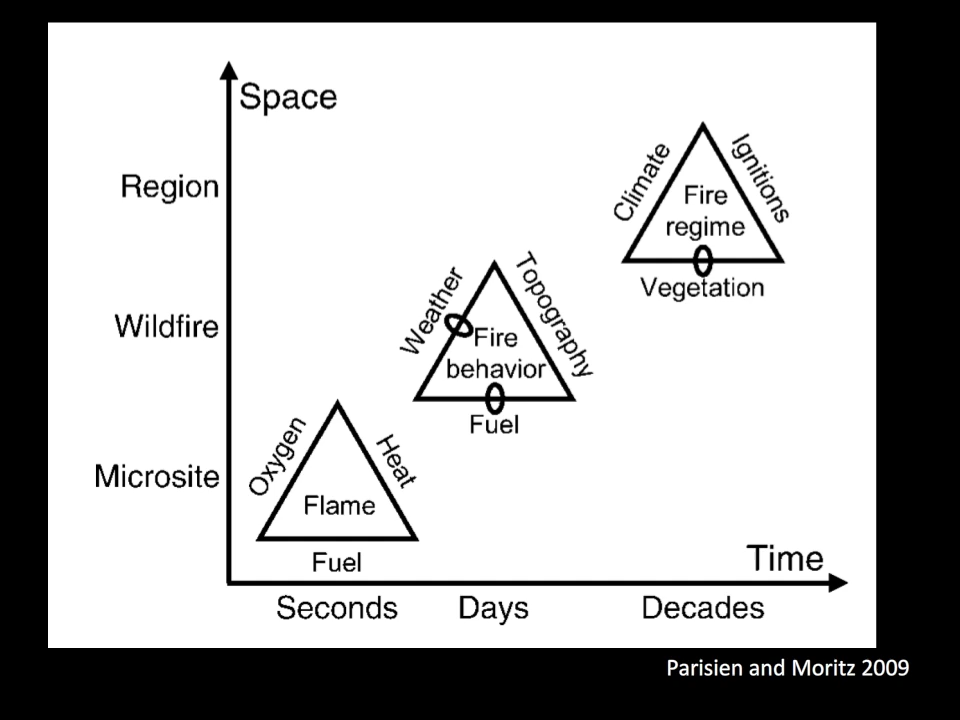 Space
Region
Wildfire
Microsite
Climate
Ignitions
Fire
regime
Vegetation
Weather
Topography
Fire
behavior
Fuel
Oxygen
Heat
Flame
Fuel
Time
Seconds
Days
Decades
Parisien and Moritz 2009